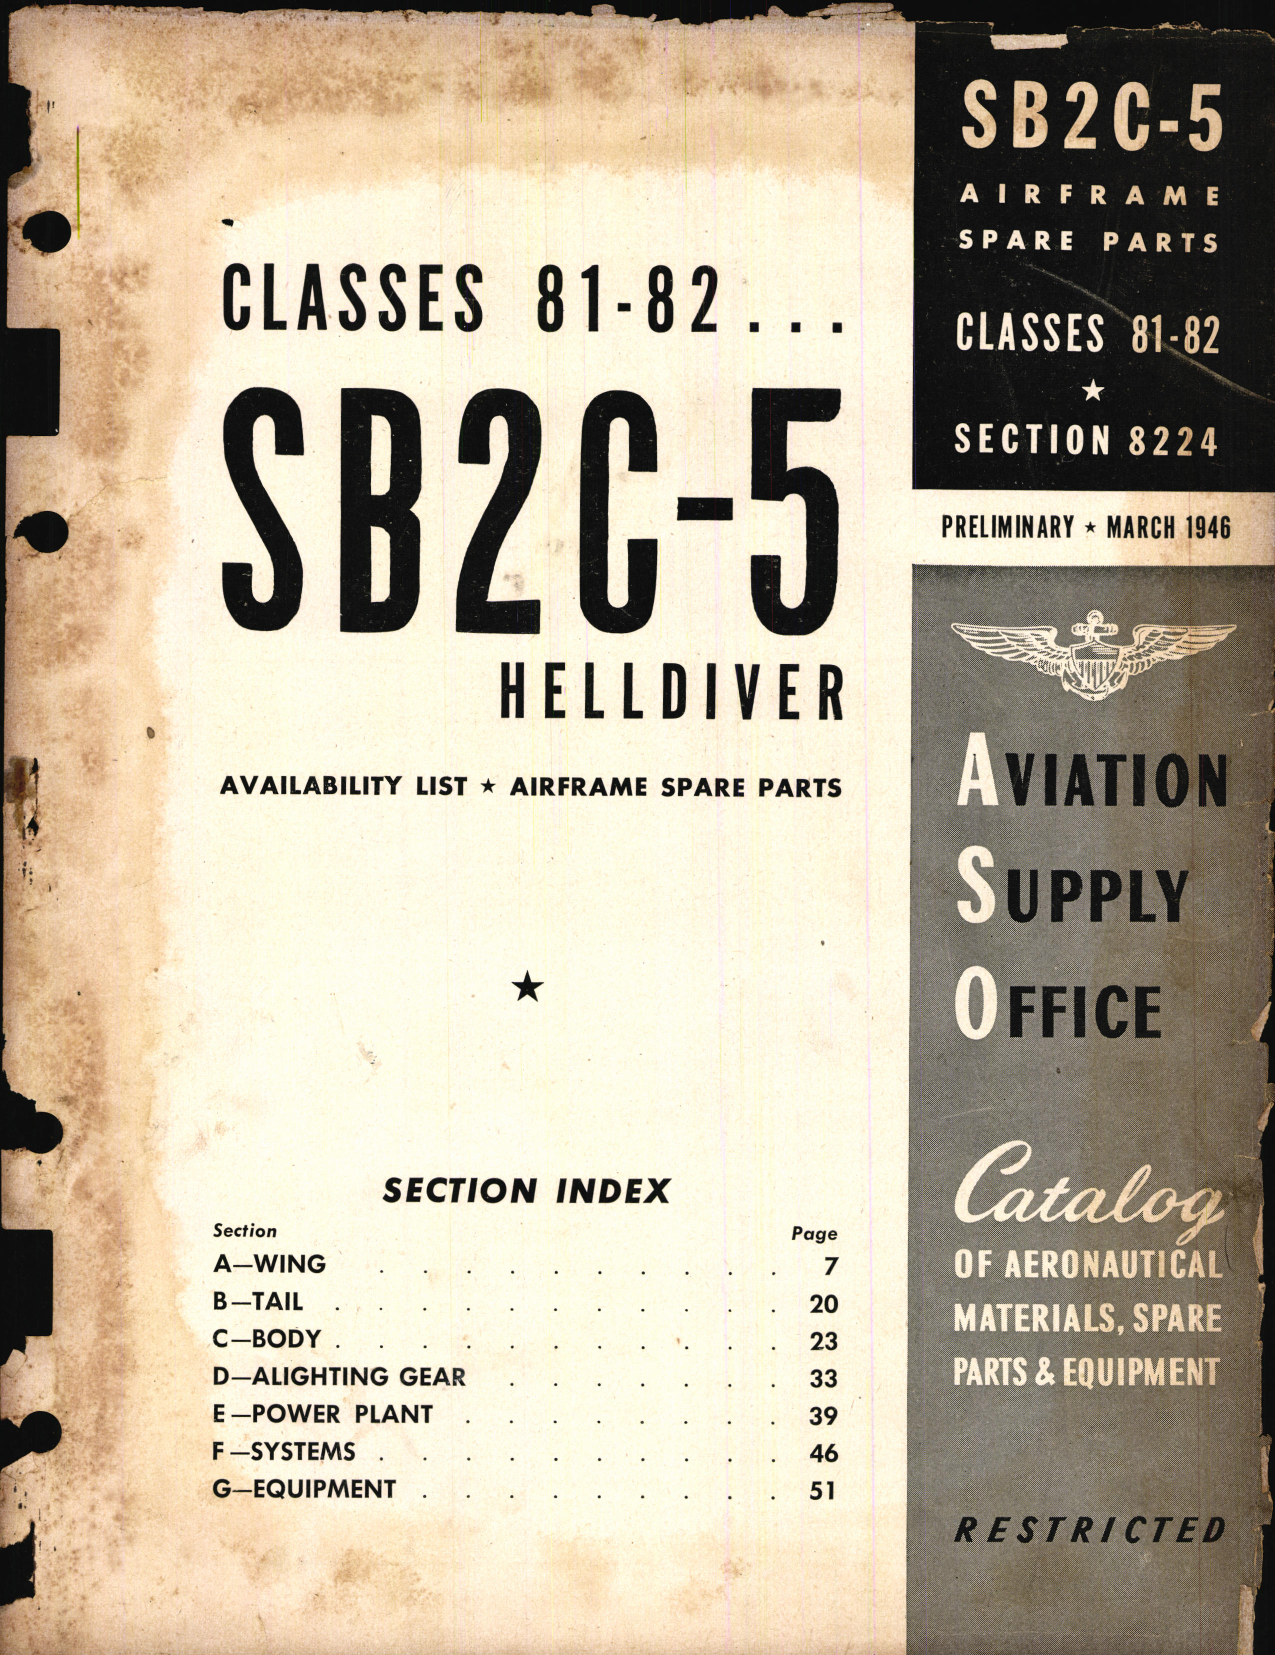 CLASSES 81-82 . . .
SB2C-5
HELLDIVER
AVAILABILITY LIST ★ AIRFRAME SPARE PARTS
★
SECTION INDEX
Section Page
A—WING . . . . . . . . . . 7
B—TAIL . . . . . . . . . . . 20
C—BODY . . . . . . . . . . . 23
D—ALIGHTING GEAR . . . . . . . 33
E—POWER PLANT . . . . . . . . 39
F—SYSTEMS . . . . . . . . . . 46
G—EQUIPMENT . . . . . . . . . 51
SB2C-5
AIRFRAME
SPARE PARTS
CLASSES 81-82
★
SECTION 8224
PRELIMINARY ★ MARCH 1946
AVIATION
SUPPLY
OFFICE
Catalog
OF AERONAUTICAL
MATERIALS, SPARE
PARTS & EQUIPMENT
RESTRICTED